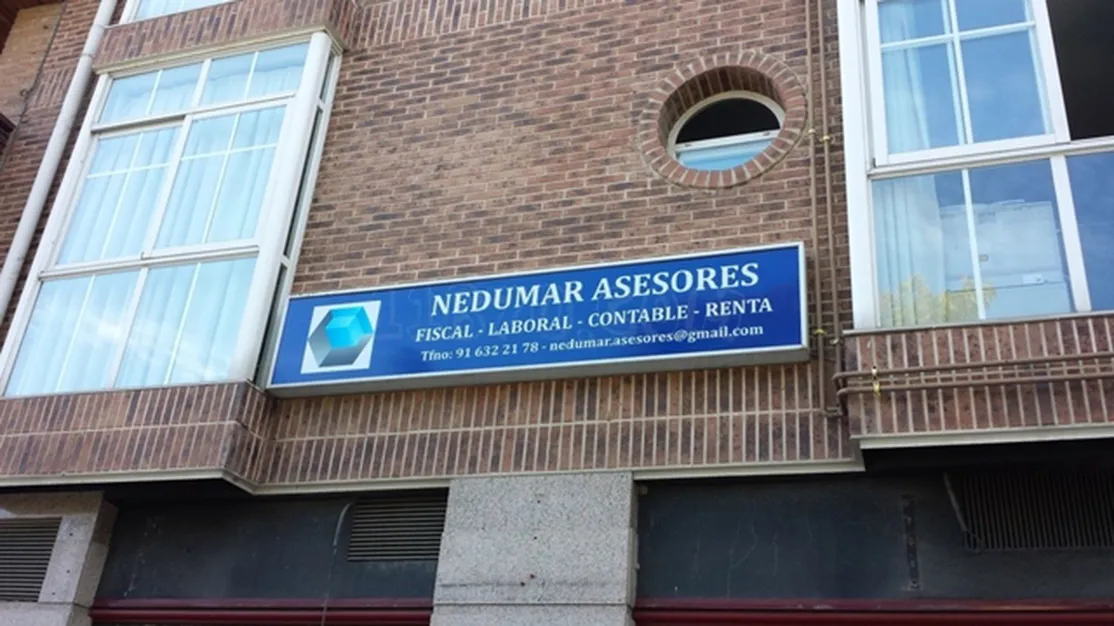 NEDUMAR ASESORES
FISCAL - LABORAL - CONTABLE - RENTA
Tfno: 91 632 21 78 - nedumar.asesores@gmail.com